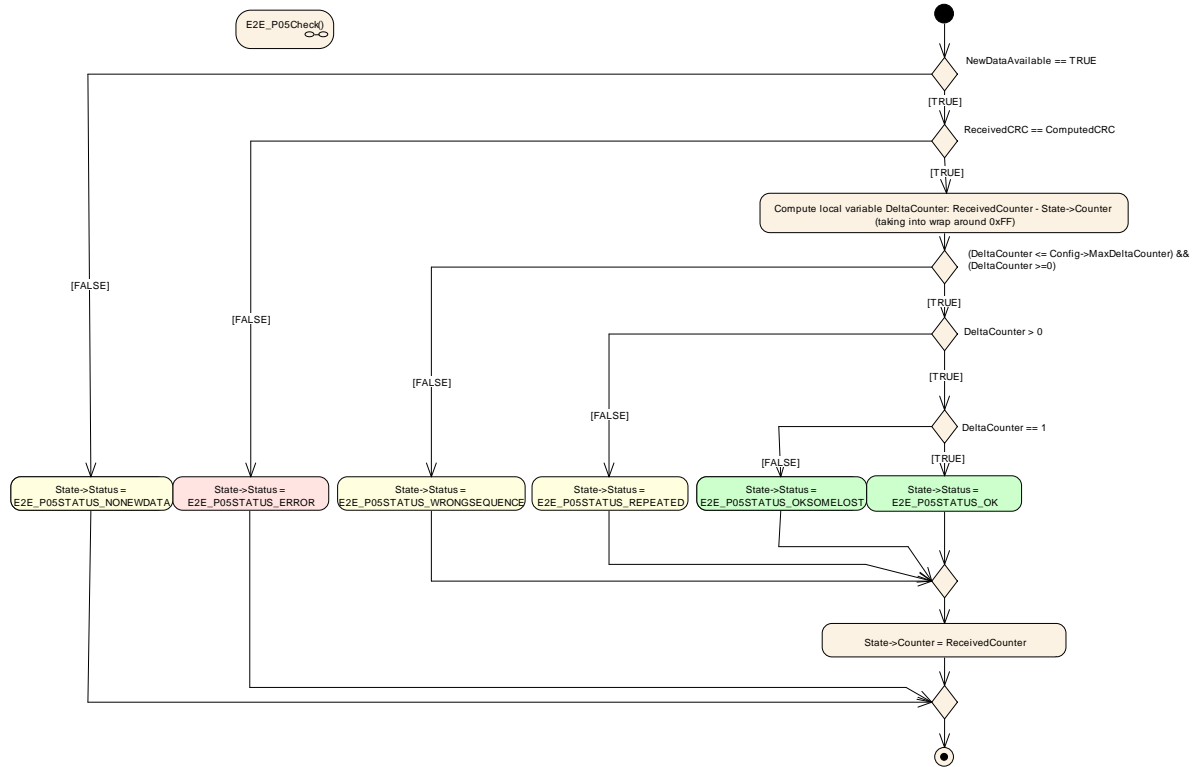 E2E_P05Check()
NewDataAvailable == TRUE
[TRUE]
ReceivedCRC == ComputedCRC
[TRUE]
Compute local variable DeltaCounter: ReceivedCounter - State->Counter
(taking into wrap around 0xFF)
(DeltaCounter <= Config->MaxDeltaCounter) &&
(DeltaCounter >=0)
[FALSE]
[TRUE]
[FALSE]
DeltaCounter > 0
[FALSE]
[TRUE]
[FALSE]
DeltaCounter == 1
[FALSE]
[TRUE]
State->Status =
E2E_P05STATUS_NONEWDATA
State->Status =
E2E_P05STATUS_ERROR
State->Status =
E2E_P05STATUS_WRONGSEQUENCE
State->Status =
E2E_P05STATUS_REPEATED
State->Status =
E2E_P05STATUS_OKSOMELOST
State->Status =
E2E_P05STATUS_OK
State->Counter = ReceivedCounter